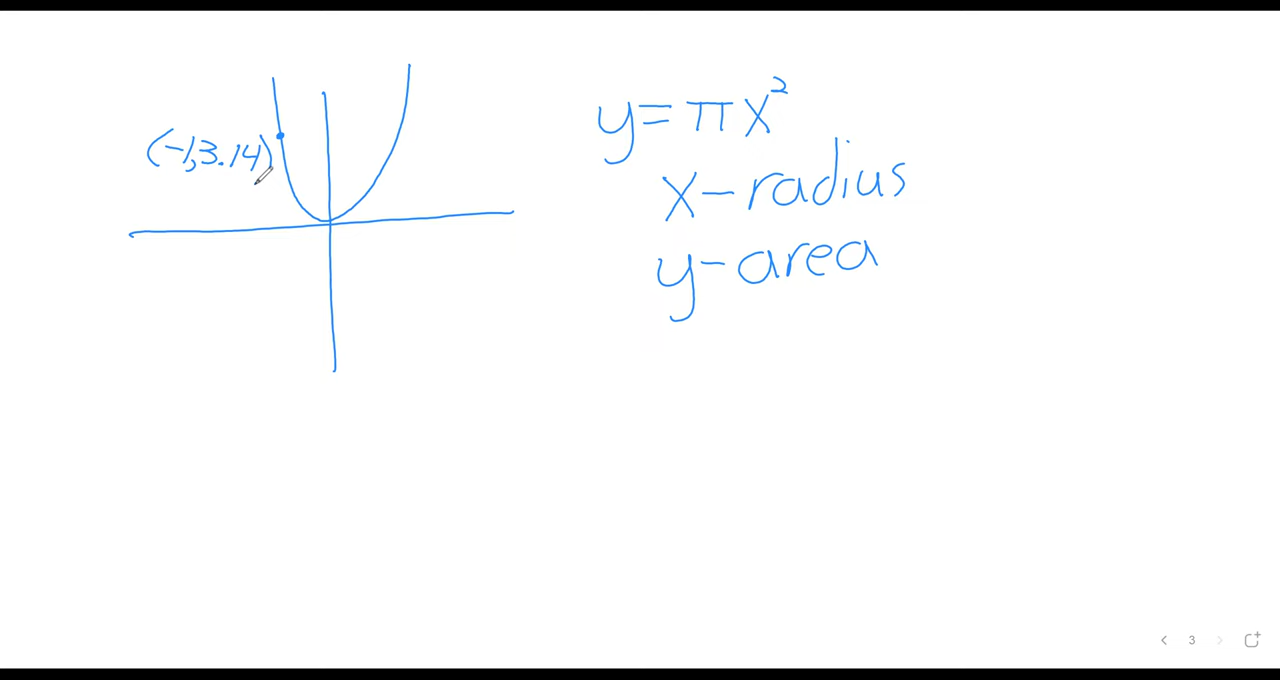 (-1,3.14)
y=πx²
x-radius
y-area
3